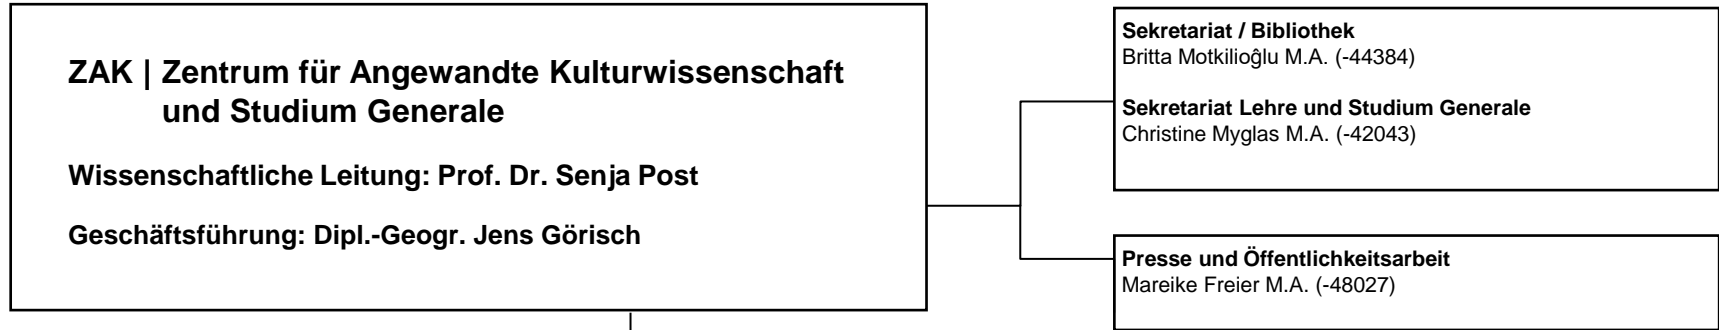 ZAK | Zentrum für Angewandte Kulturwissenschaft
und Studium Generale
Wissenschaftliche Leitung: Prof. Dr. Senja Post
Geschäftsführung: Dipl.-Geogr. Jens Görisch
Sekretariat / Bibliothek
Britta Motkilioĝlu M.A. (-44384)
Sekretariat Lehre und Studium Generale
Christine Myglas M.A. (-42043)
Presse und Öffentlichkeitsarbeit
Mareike Freier M.A. (-48027)